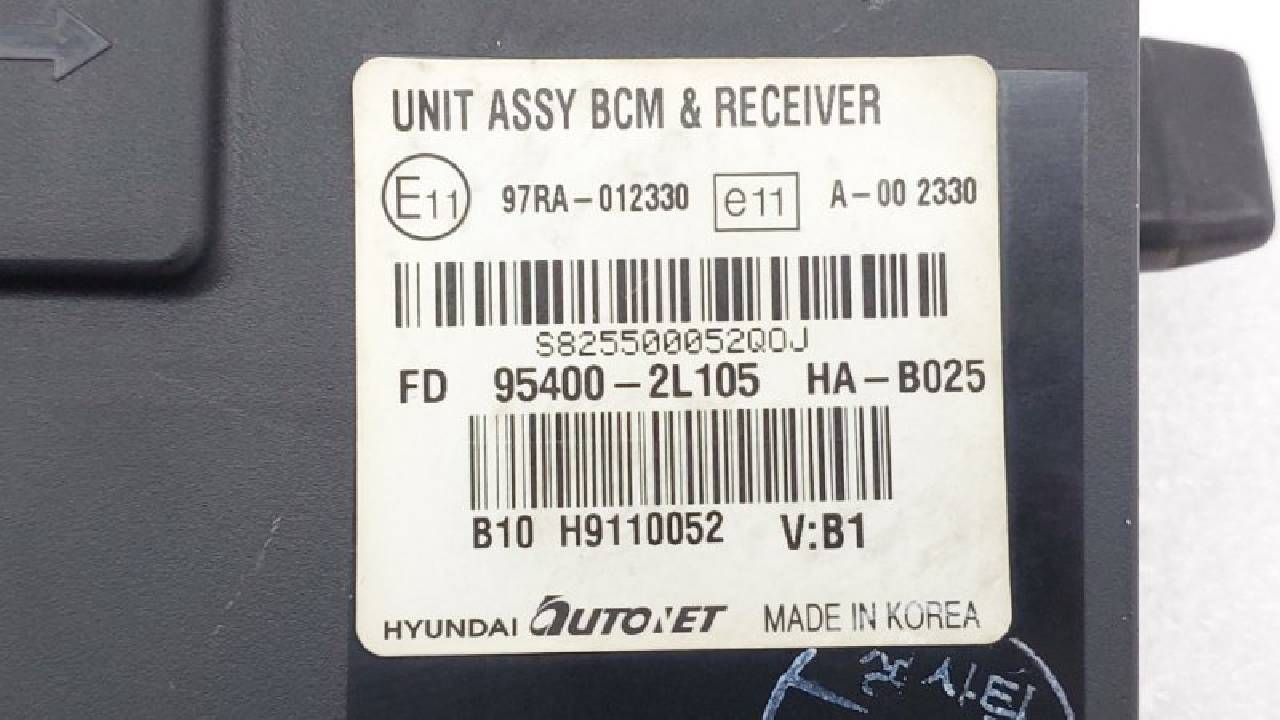 UNIT ASSY BCM & RECEIVER
E11 97RA-012330 e11 A-00 2330
S825500052Q0J
FD 95400-2L105 HA-B025
B10 H9110052 V:B1
HYUNDAI AUTONET MADE IN KOREA